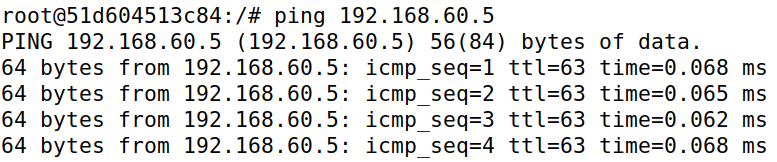 root@51d604513c84:/# ping 192.168.60.5
PING 192.168.60.5 (192.168.60.5) 56(84) bytes of data.
64 bytes from 192.168.60.5: icmp_seq=1 ttl=63 time=0.068 ms
64 bytes from 192.168.60.5: icmp_seq=2 ttl=63 time=0.065 ms
64 bytes from 192.168.60.5: icmp_seq=3 ttl=63 time=0.062 ms
64 bytes from 192.168.60.5: icmp_seq=4 ttl=63 time=0.068 ms